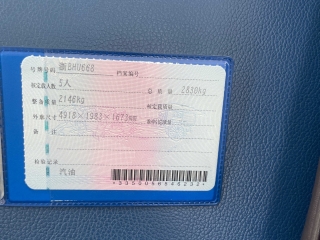 号牌号码 浙BHU668 档案编号
核定载人数 5人 总质量 2630kg
整备质量 2146kg 核定载质量
外廓尺寸 4918×1983×1673mm 准牵引总质量
备注
检验记录
汽油